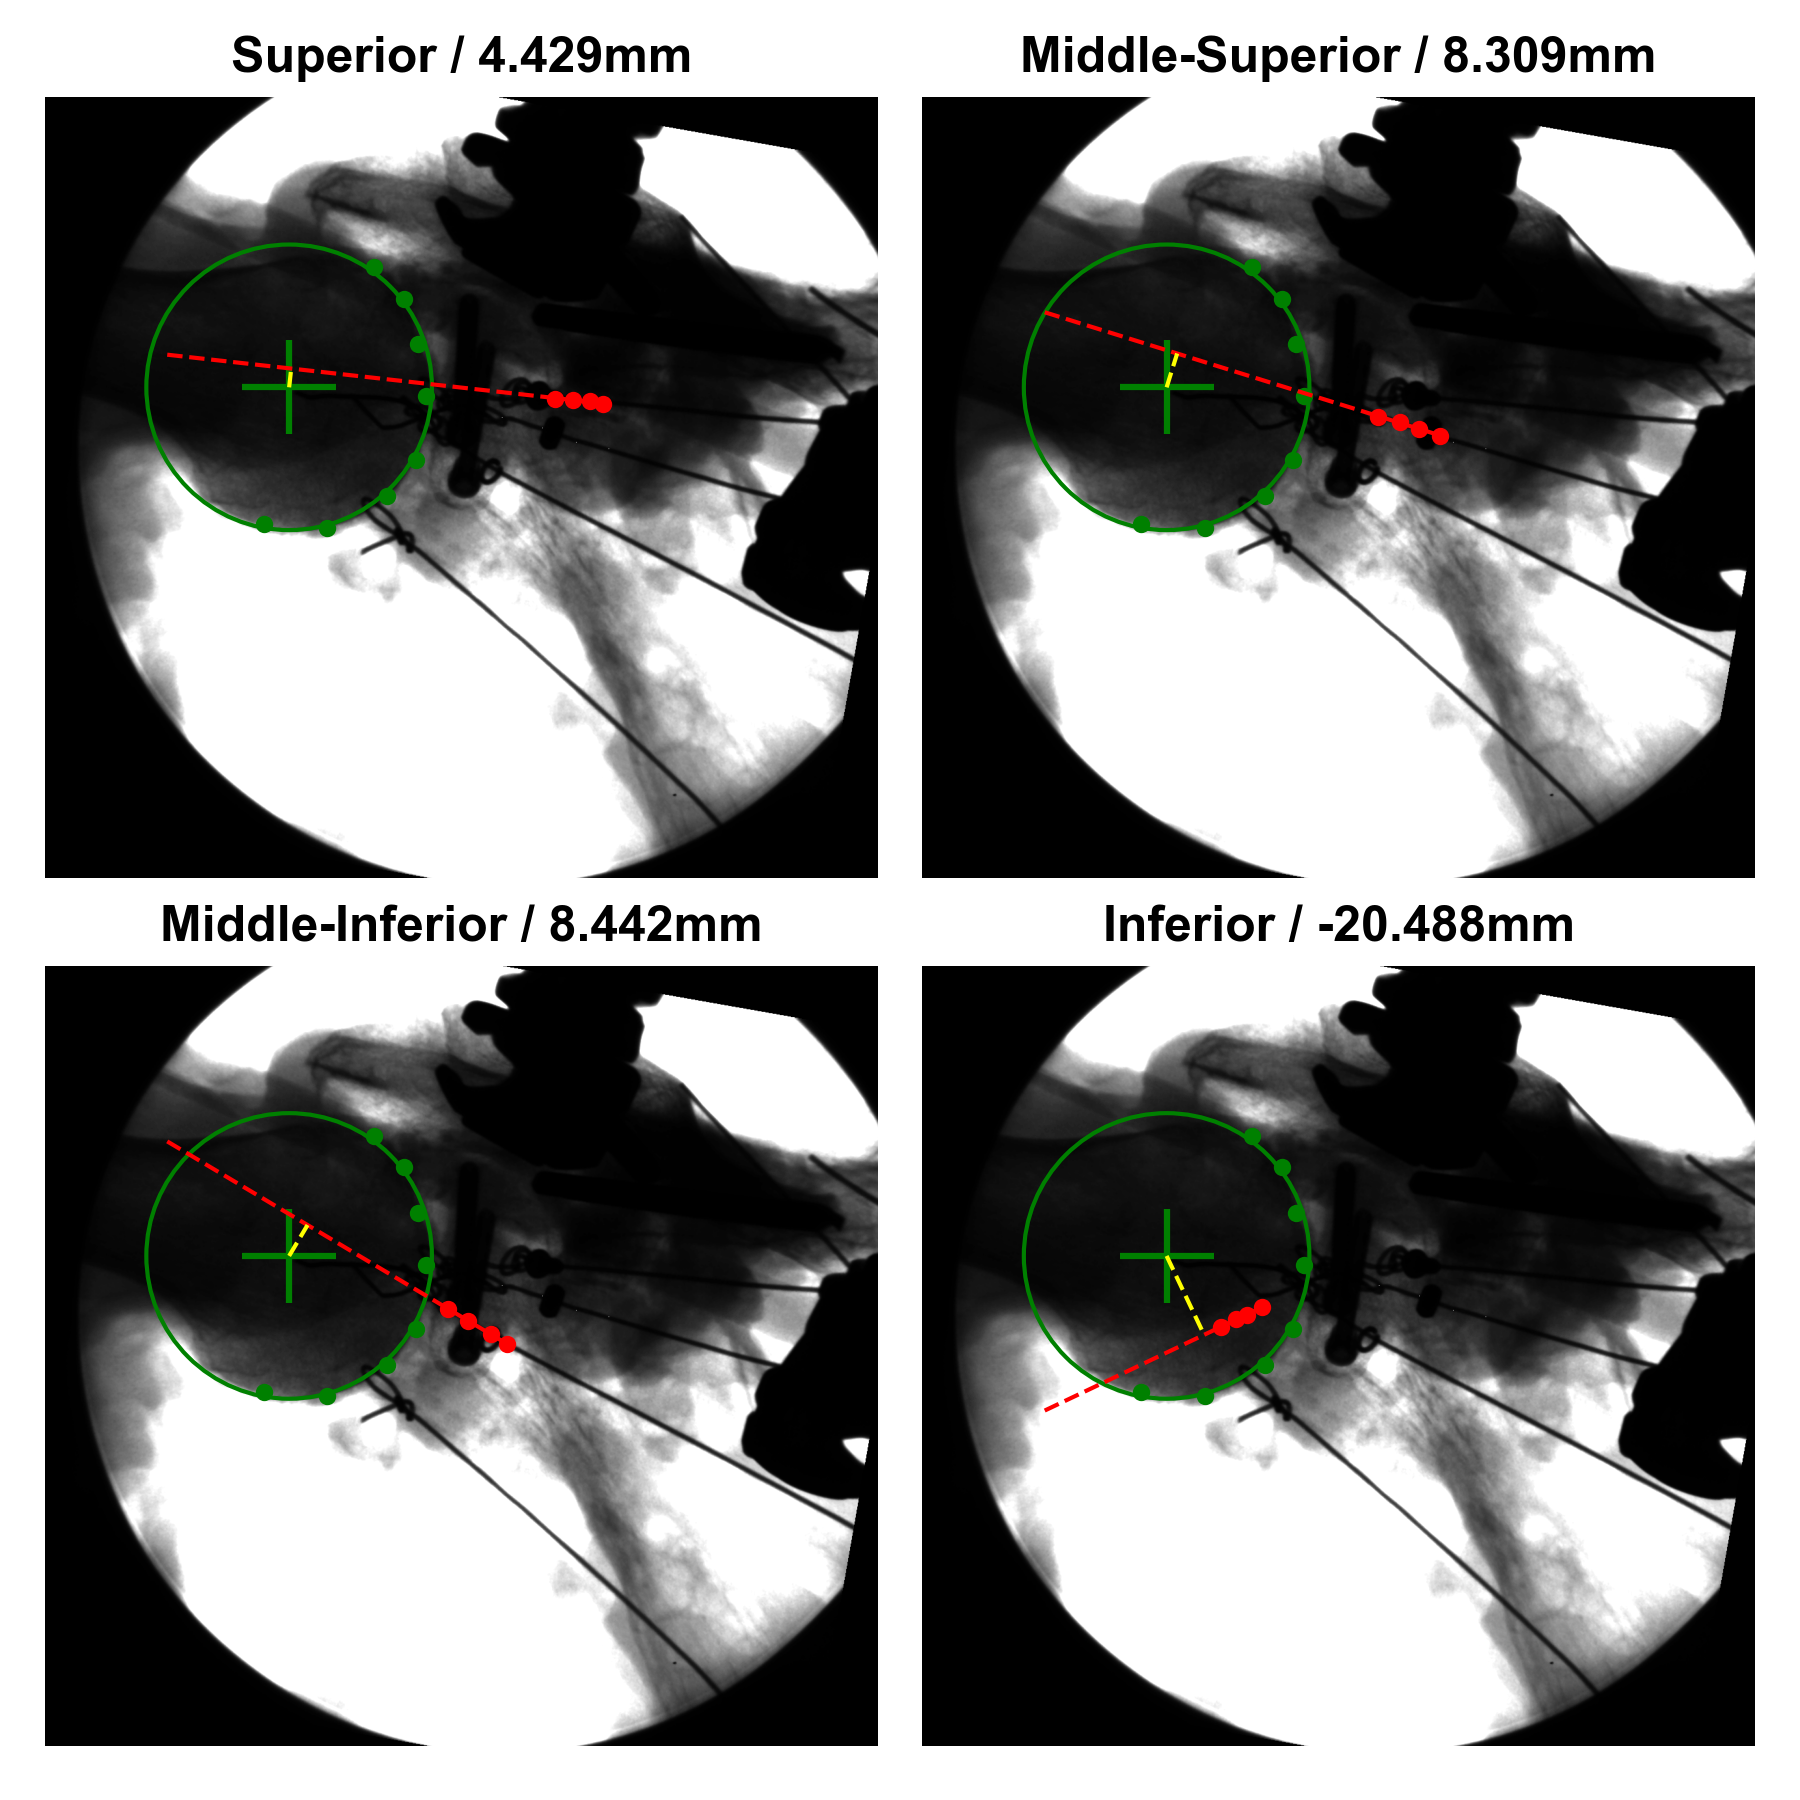 Superior / 4.429mm
Middle-Superior / 8.309mm
Middle-Inferior / 8.442mm
Inferior / -20.488mm